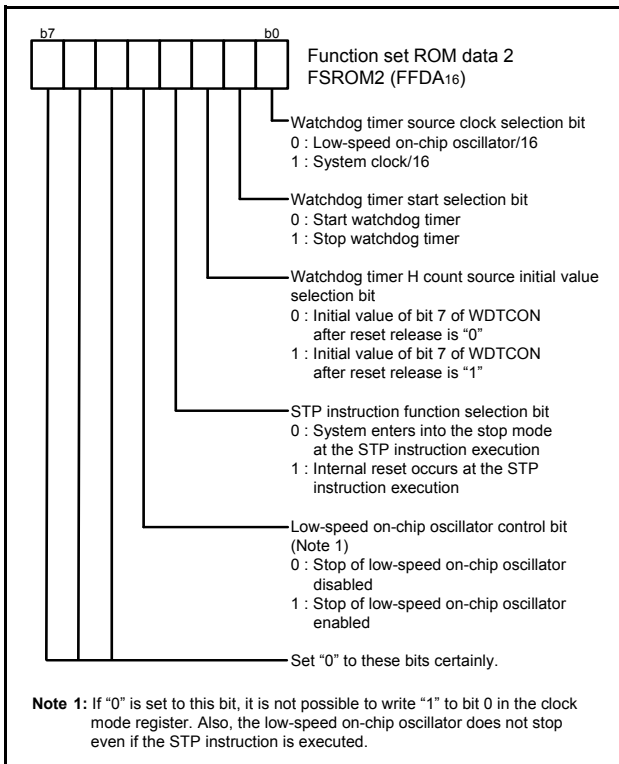 b7
b0
Function set ROM data 2
FSROM2 (FFDA16)
Watchdog timer source clock selection bit
0 : Low-speed on-chip oscillator/16
1 : System clock/16
Watchdog timer start selection bit
0 : Start watchdog timer
1 : Stop watchdog timer
Watchdog timer H count source initial value
selection bit
0 : Initial value of bit 7 of WDTCON
after reset release is “0”
1 : Initial value of bit 7 of WDTCON
after reset release is “1”
STP instruction function selection bit
0 : System enters into the stop mode
at the STP instruction execution
1 : Internal reset occurs at the STP
instruction execution
Low-speed on-chip oscillator control bit
(Note 1)
0 : Stop of low-speed on-chip oscillator
disabled
1 : Stop of low-speed on-chip oscillator
enabled
Set “0” to these bits certainly.
Note 1: If “0” is set to this bit, it is not possible to write “1” to bit 0 in the clock
mode register. Also, the low-speed on-chip oscillator does not stop
even if the STP instruction is executed.